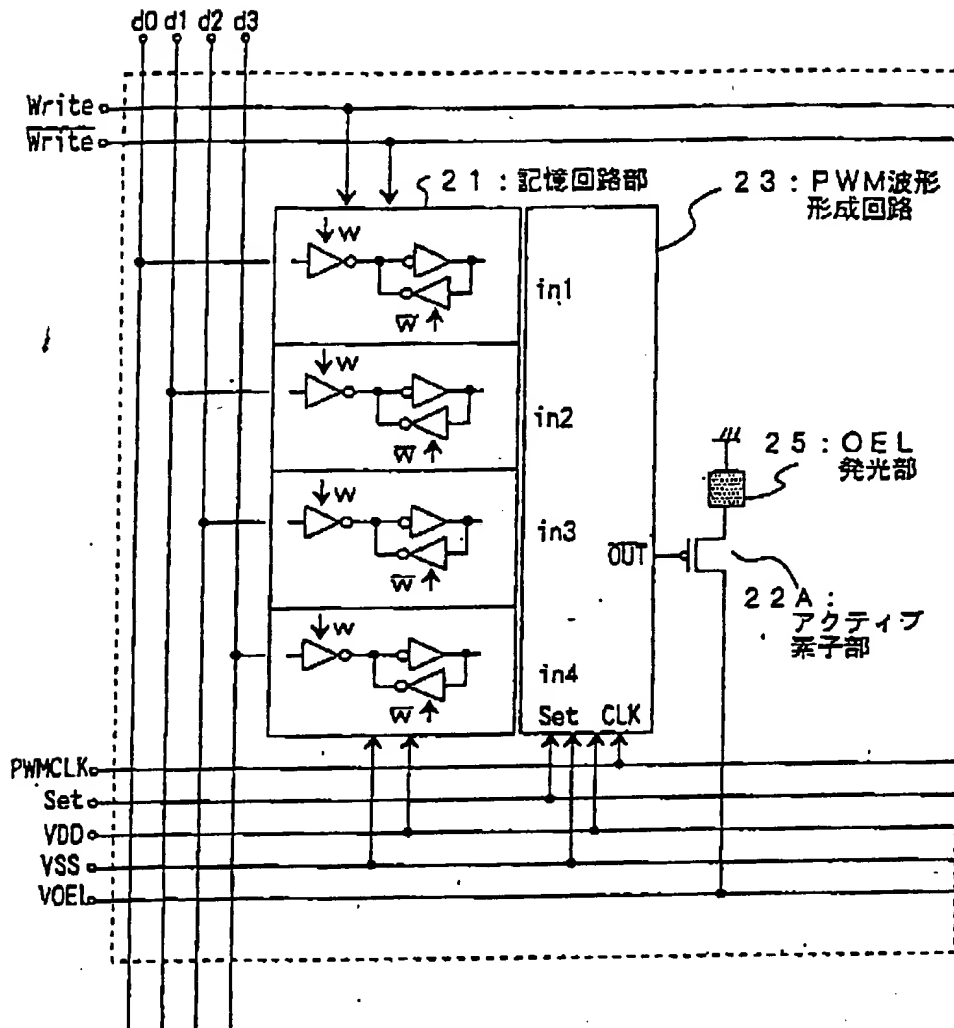 d0 d1 d2 d3
Write
W̅r̅i̅t̅e̅
21：記憶回路部
23：PWM波形
形成回路
W
W̅
in1
W
W̅
in2
W
W̅
in3
W
W̅
in4
O̅U̅T̅
Set CLK
25：OEL
発光部
22A：
アクティブ
素子部
PWMCLK
Set
VDD
VSS
VOEL